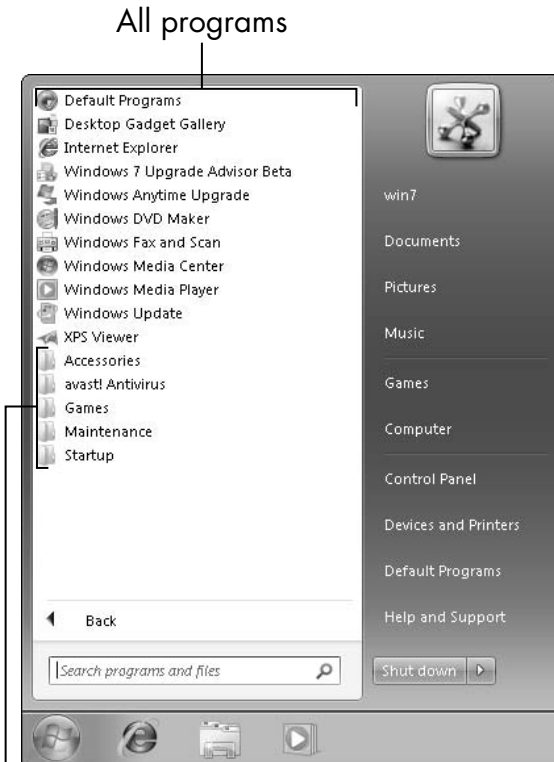 All programs
Default Programs
Desktop Gadget Gallery
Internet Explorer
Windows 7 Upgrade Advisor Beta
Windows Anytime Upgrade
Windows DVD Maker
Windows Fax and Scan
Windows Media Center
Windows Media Player
Windows Update
XPS Viewer
Accessories
avast! Antivirus
Games
Maintenance
Startup
Back
Search programs and files
win7
Documents
Pictures
Music
Games
Computer
Control Panel
Devices and Printers
Default Programs
Help and Support
Shut down